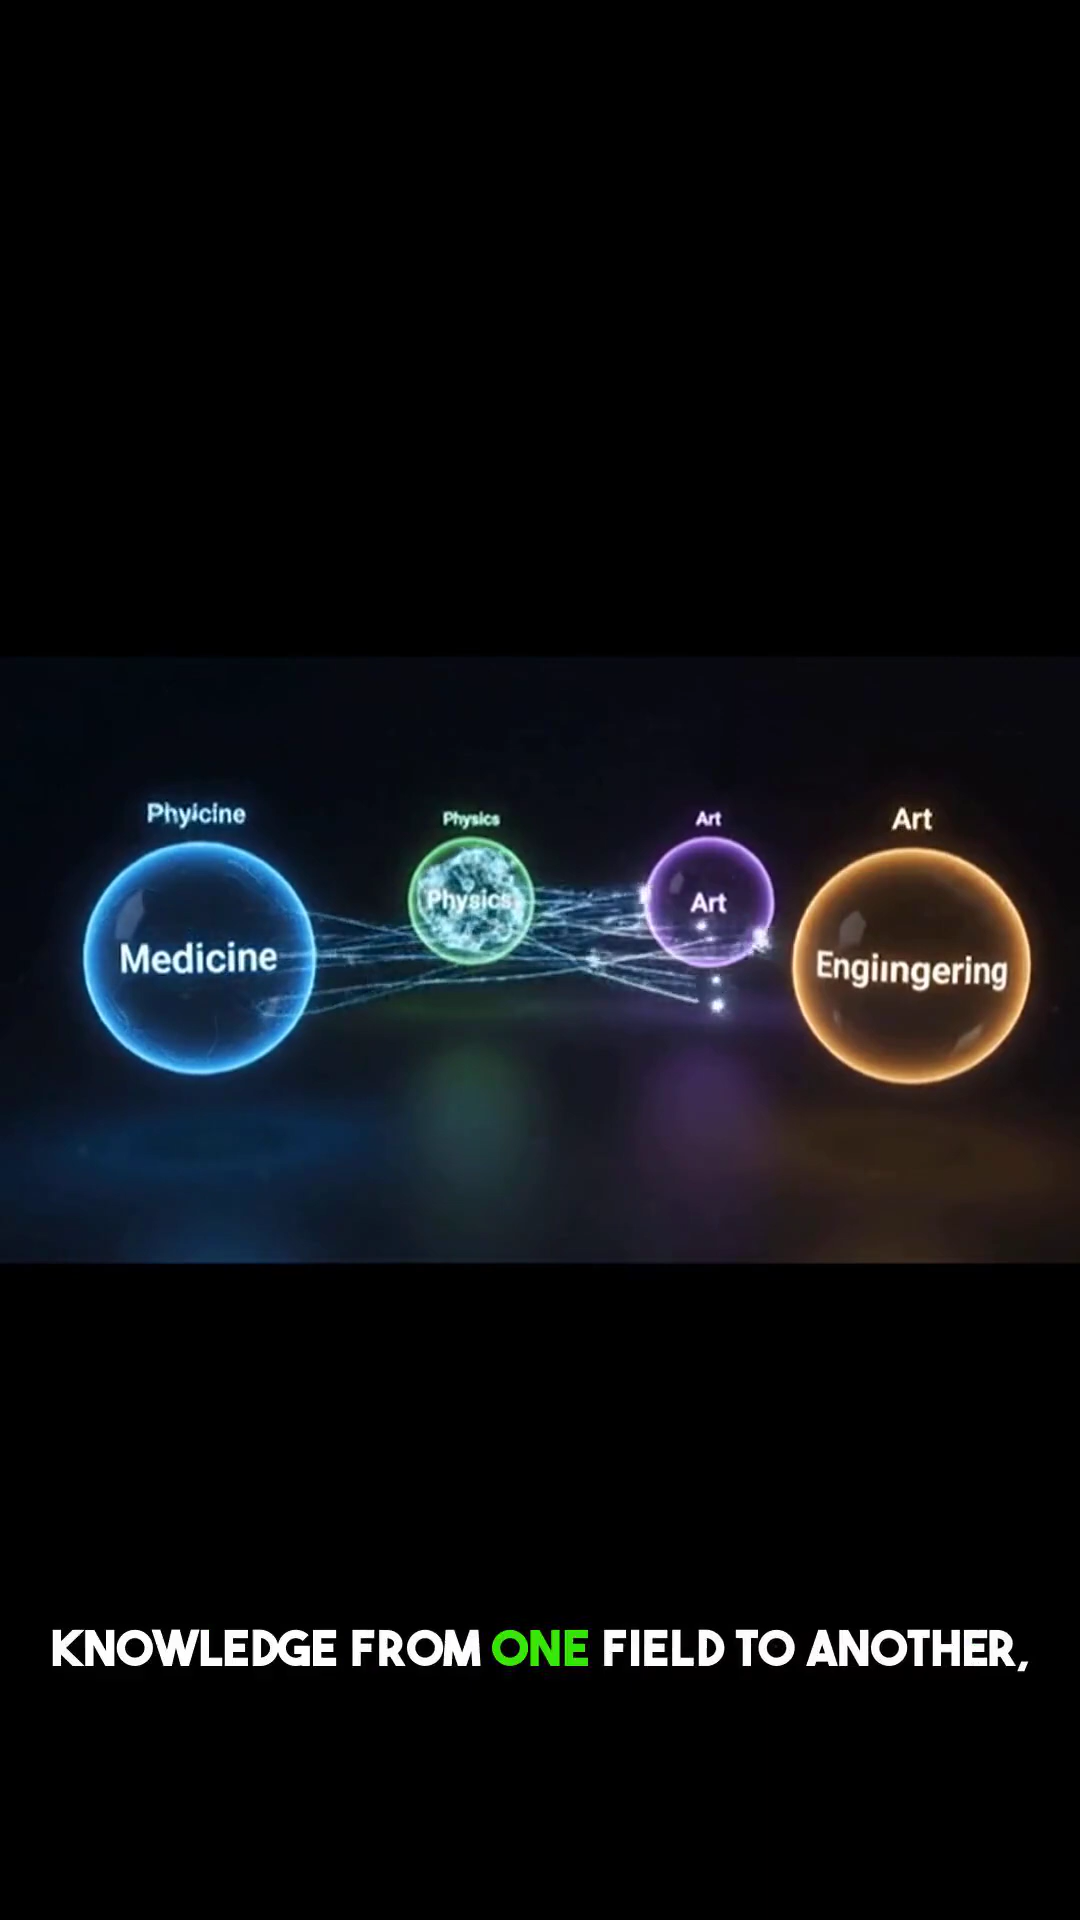 Phyicine
Physics
Art
Art
Medicine
Physics
Art
Engiingering
KNOWLEDGE FROM ONE FIELD TO ANOTHER,